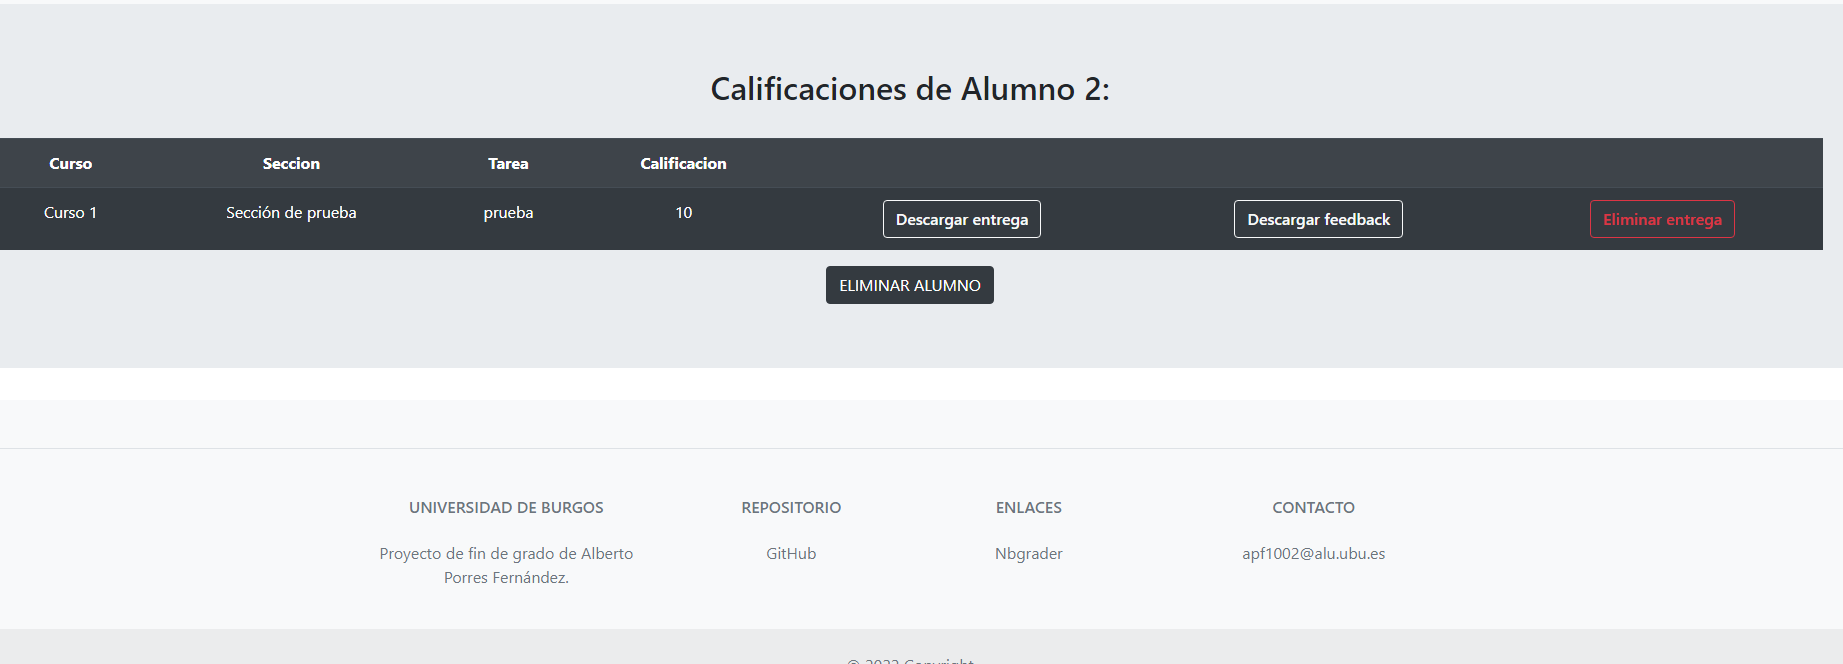 Calificaciones de Alumno 2:
Curso Seccion Tarea Calificacion
Curso 1 Sección de prueba prueba 10 Descargar entrega Descargar feedback Eliminar entrega
ELIMINAR ALUMNO
UNIVERSIDAD DE BURGOS REPOSITORIO ENLACES CONTACTO
Proyecto de fin de grado de Alberto GitHub Nbgrader apf1002@alu.ubu.es
Porres Fernández.
Copyright